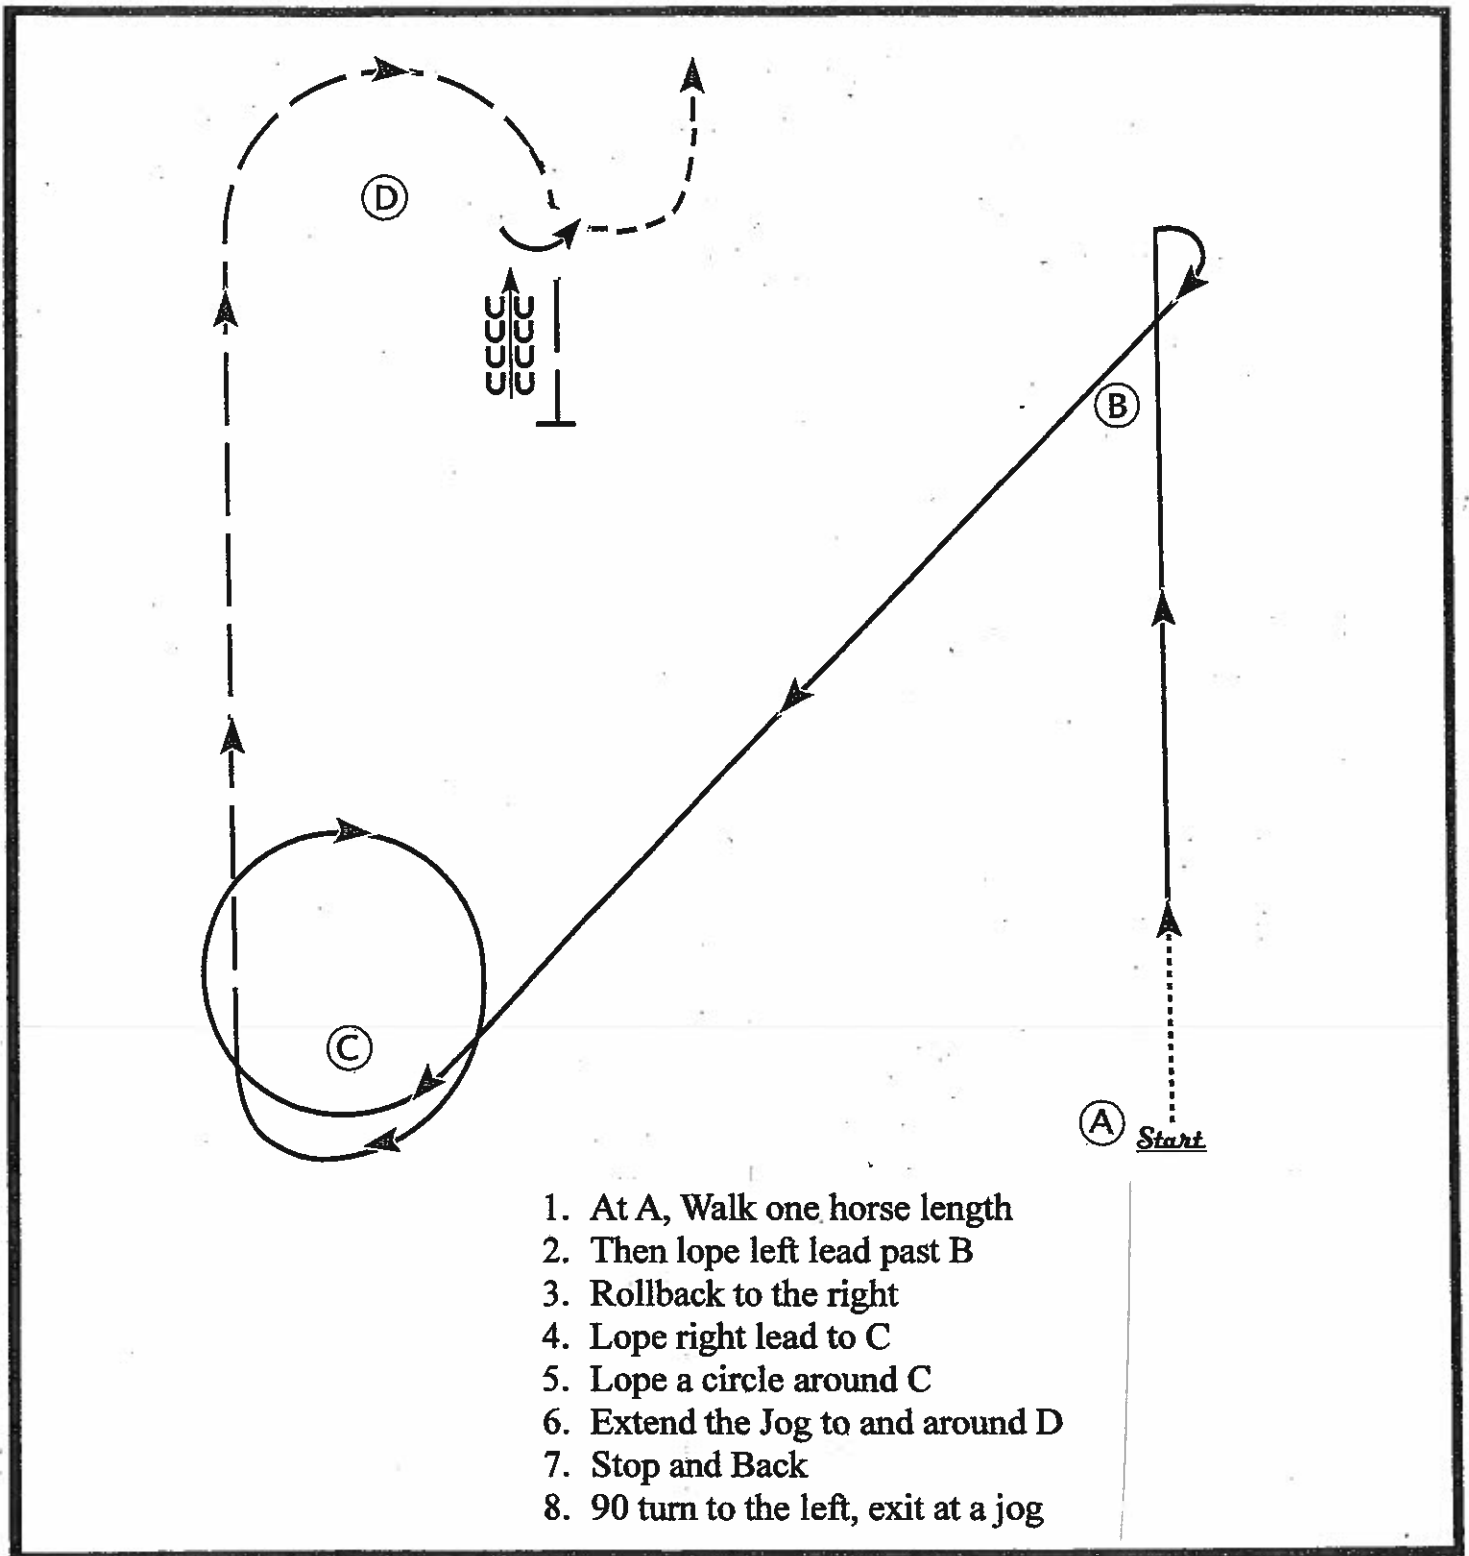 D
B
C
A Start
1. At A, Walk one horse length
2. Then lope left lead past B
3. Rollback to the right
4. Lope right lead to C
5. Lope a circle around C
6. Extend the Jog to and around D
7. Stop and Back
8. 90 turn to the left, exit at a jog